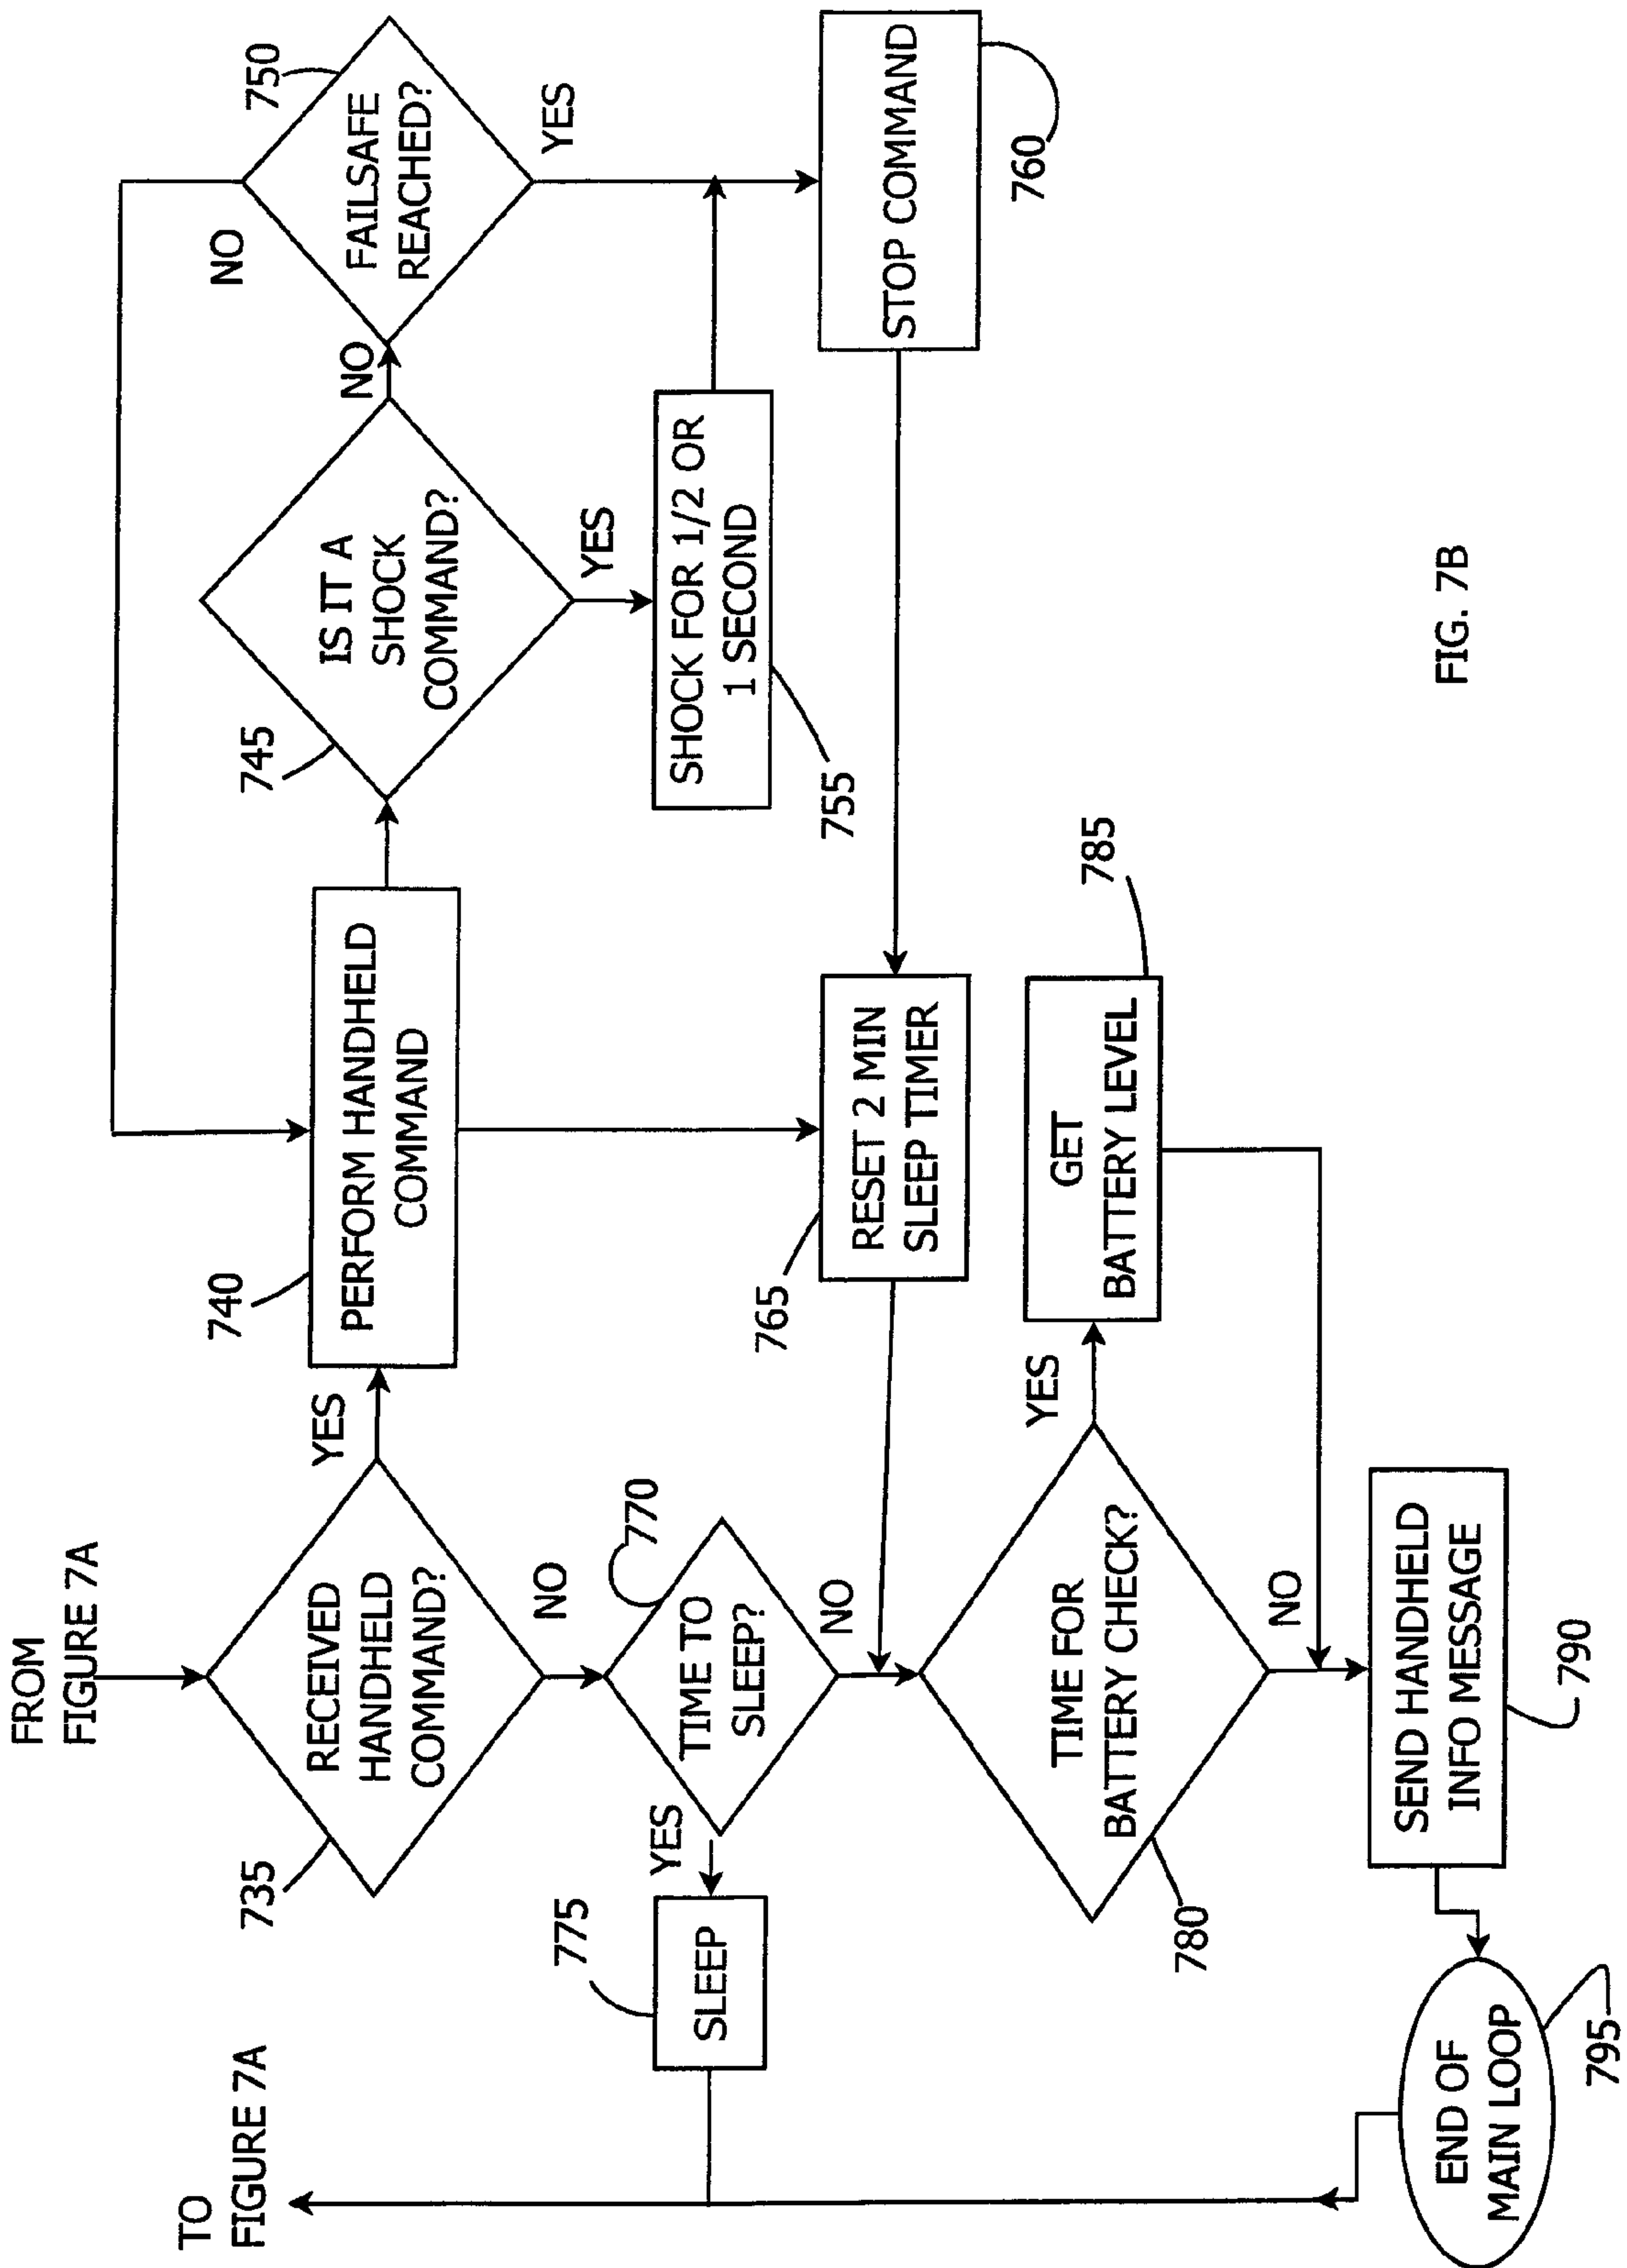 FROM
FIGURE 7A
TO
FIGURE 7A
735
RECEIVED
HANDHELD
COMMAND?
YES
NO
740
PERFORM HANDHELD
COMMAND
745
IS IT A
SHOCK
COMMAND?
NO
YES
750
FAILSAFE
REACHED?
NO
YES
755
SHOCK FOR 1/2 OR
1 SECOND
760
STOP COMMAND
765
RESET 2 MIN
SLEEP TIMER
770
TIME TO
SLEEP?
YES
NO
775
SLEEP
780
TIME FOR
BATTERY CHECK?
YES
NO
785
GET
BATTERY LEVEL
790
SEND HANDHELD
INFO MESSAGE
795
END OF
MAIN LOOP
FIG. 7B